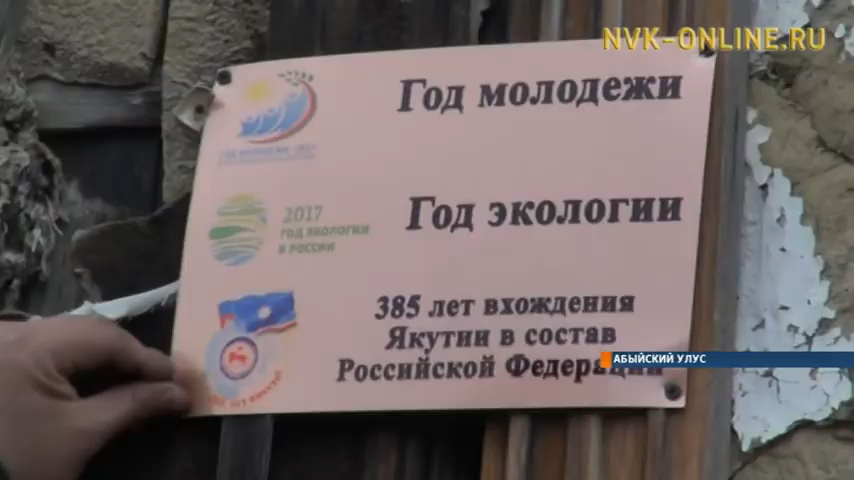 NVK-ONLINE.RU
Год молодежи
2017
ГОД ЭКОЛОГИИ
В РОССИИ
Год экологии
385 лет вхождения
Якутии в состав
Российской Федерации
АБЫЙСКИЙ УЛУС